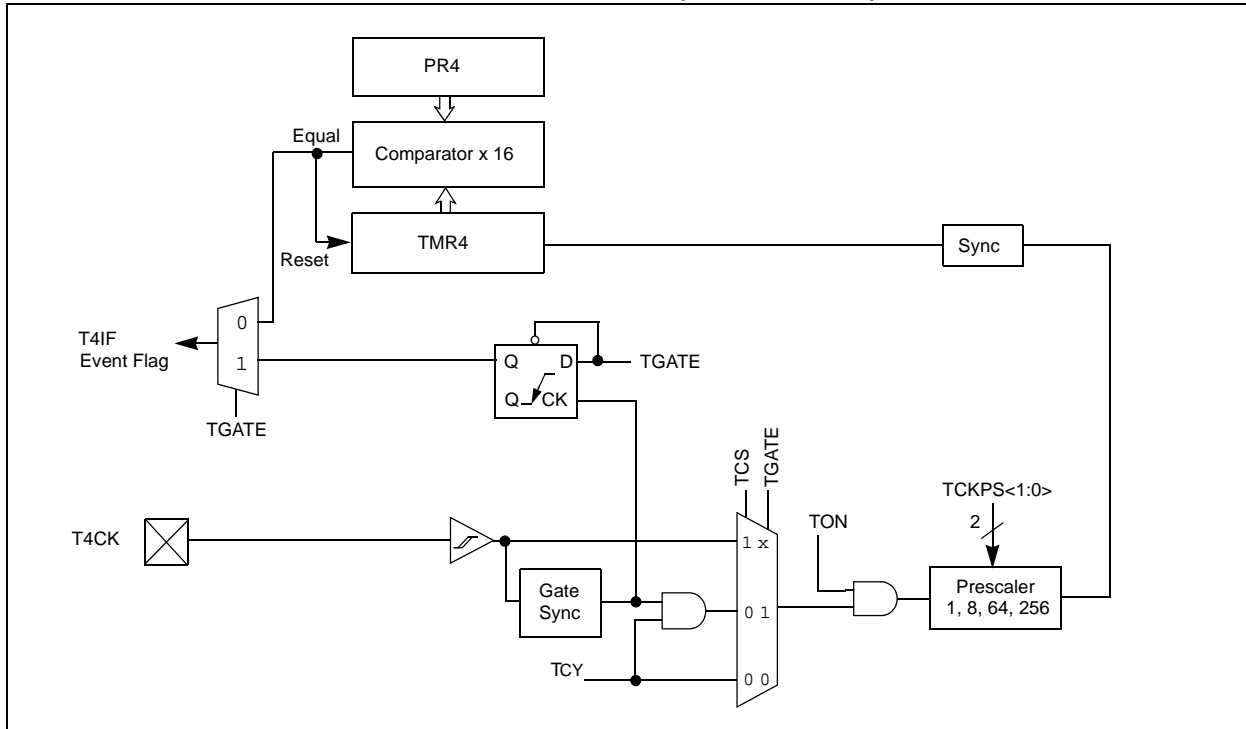 PR4
Equal
Comparator x 16
TMR4
Reset
Sync
0
T4IF
Event Flag
1
Q
D
TGATE
Q
CK
TGATE
TCS
TGATE
TCKPS<1:0>
2
TON
T4CK
1 x
Prescaler
1, 8, 64, 256
Gate
Sync
0 1
TCY
0 0